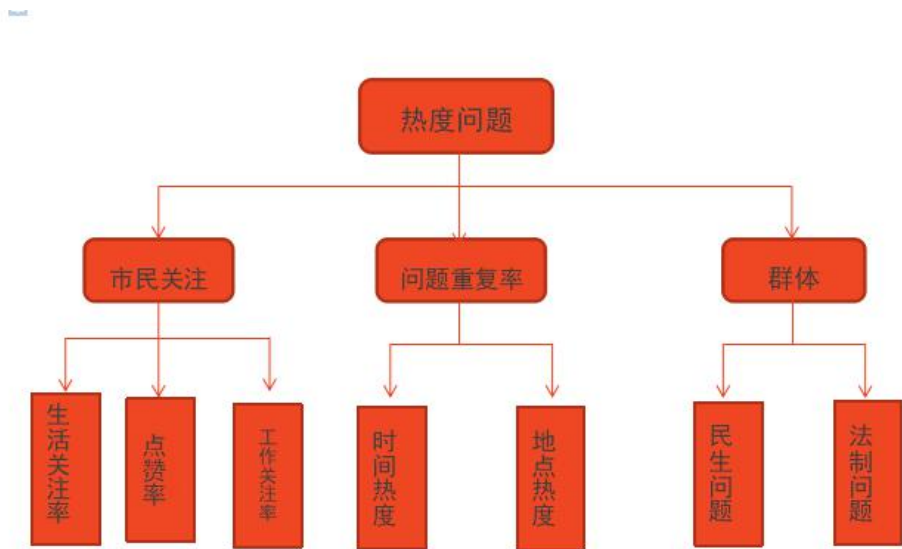 热度问题
市民关注
问题重复率
群体
生活关注率
点赞率
工作关注率
时间热度
地点热度
民生问题
法制问题